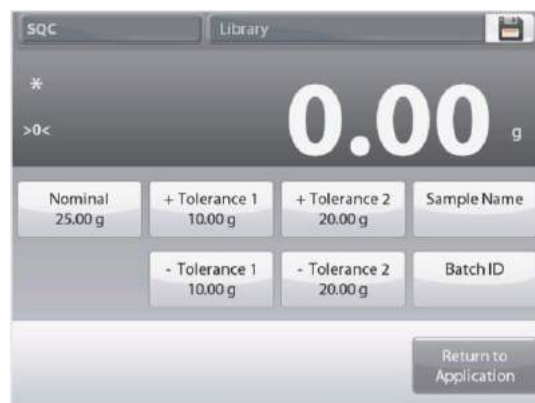 SQC Library
*
>0< 0.00 g
Nominal + Tolerance 1 + Tolerance 2 Sample Name
25.00 g 10.00 g 20.00 g
- Tolerance 1 - Tolerance 2 Batch ID
10.00 g 20.00 g
Return to
Application